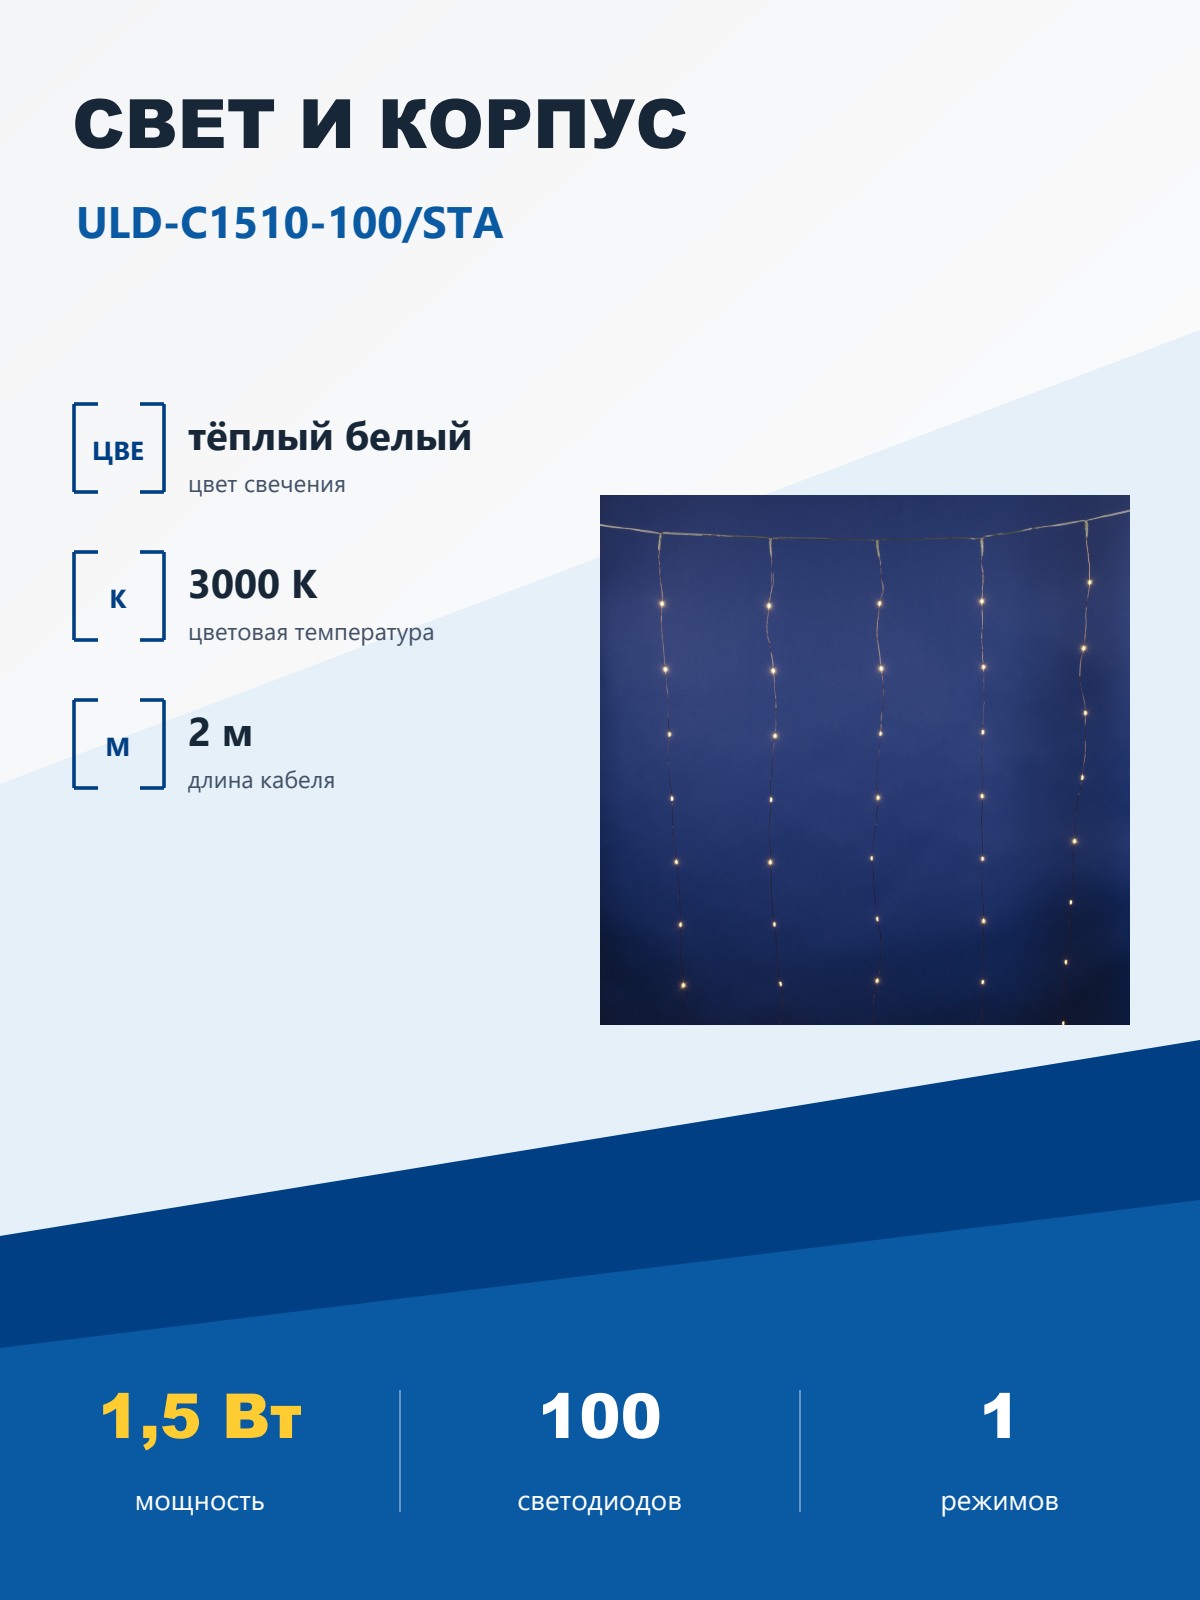 СВЕТ И КОРПУС
ULD-C1510-100/STA
ЦВЕ
тёплый белый
цвет свечения
К
3000 К
цветовая температура
М
2 м
длина кабеля
1,5 Вт
мощность
100
светодиодов
1
режимов